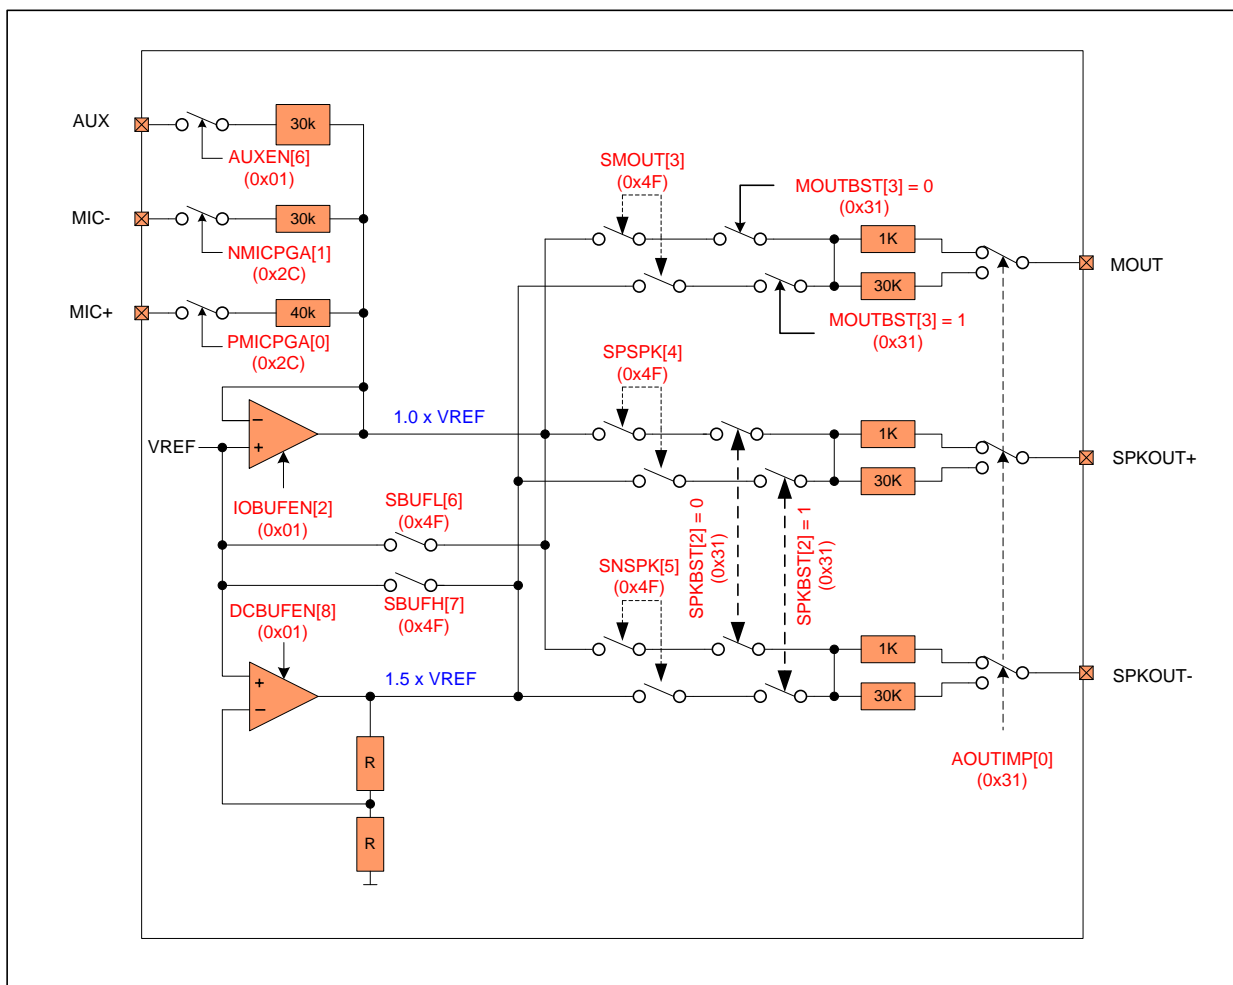 AUX
30k
AUXEN[6]
(0x01)
MIC-
30k
NMICPGA[1]
(0x2C)
MIC+
40k
PMICPGA[0]
(0x2C)
VREF
−
+
1.0 x VREF
IOBUFEN[2]
(0x01)
SBUFL[6]
(0x4F)
SBUFH[7]
(0x4F)
DCBUFEN[8]
(0x01)
+
−
1.5 x VREF
R
R
SMOUT[3]
(0x4F)
MOUTBST[3] = 0
(0x31)
1K
30K
MOUT
MOUTBST[3] = 1
(0x31)
SPSPK[4]
(0x4F)
1K
30K
SPKOUT+
SPKBST[2] = 0
(0x31)
SPKBST[2] = 1
(0x31)
SNSPK[5]
(0x4F)
1K
30K
SPKOUT-
AOUTIMP[0]
(0x31)